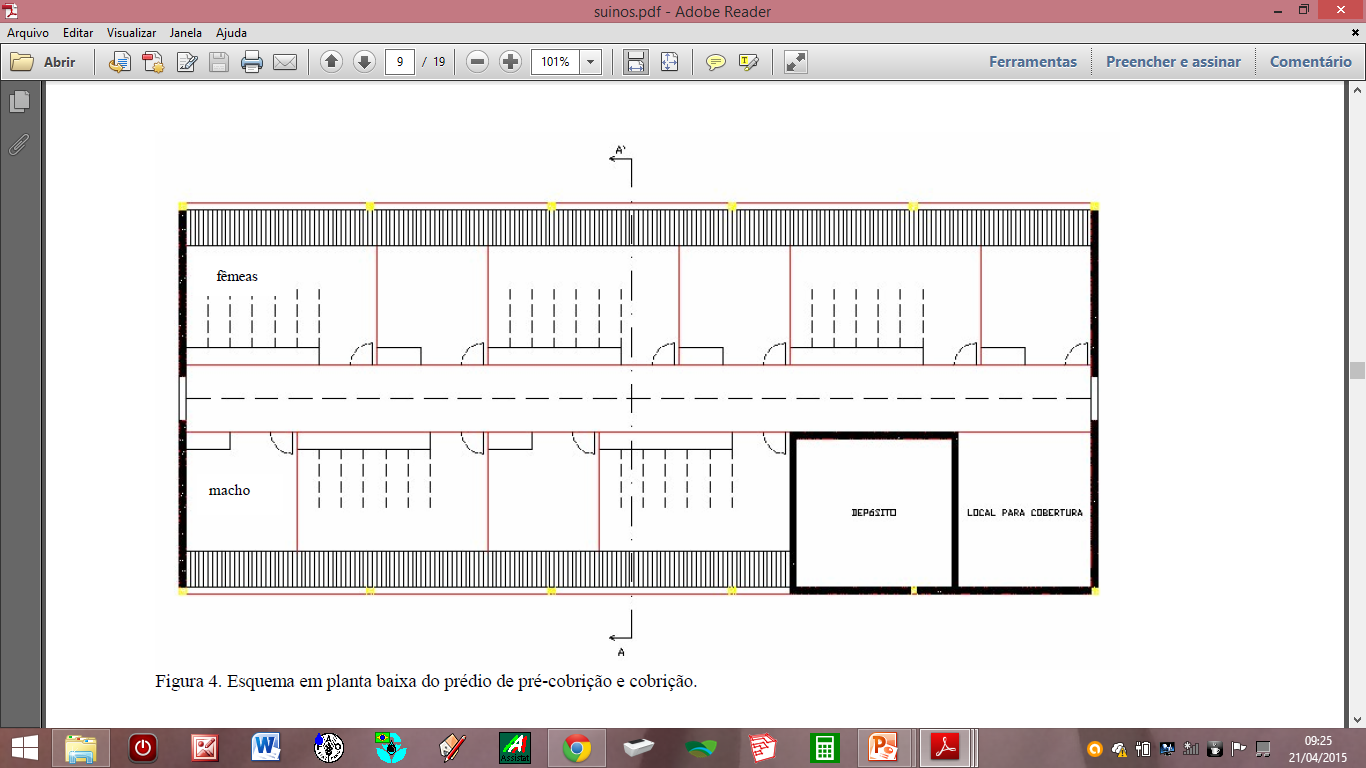 suinos.pdf - Adobe Reader
Arquivo Editar Visualizar Janela Ajuda
Abrir 9 / 19 101% Ferramentas Preencher e assinar Comentário
A'
fêmeas
macho
DEPóSITO
LOCAL PARA COBERTURA
A
Figura 4. Esquema em planta baixa do prédio de pré-cobrição e cobrição.
Assistat
09:25
21/04/2015